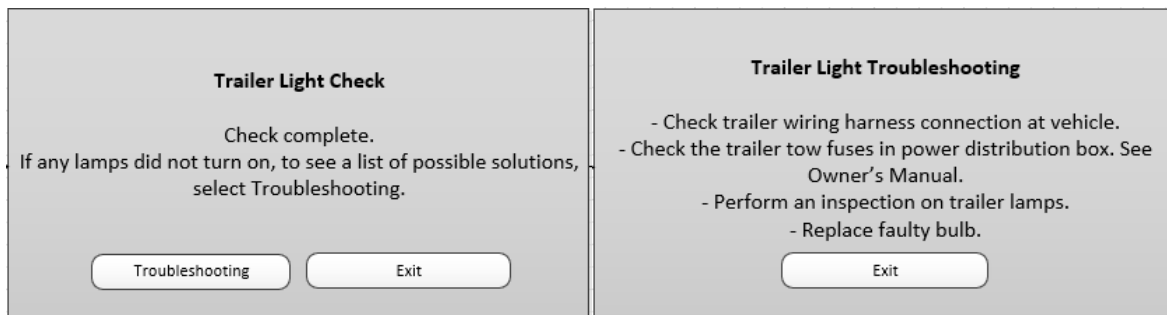 Trailer Light Check
Check complete.
If any lamps did not turn on, to see a list of possible solutions,
select Troubleshooting.
Troubleshooting
Exit
Trailer Light Troubleshooting
- Check trailer wiring harness connection at vehicle.
- Check the trailer tow fuses in power distribution box. See
Owner's Manual.
- Perform an inspection on trailer lamps.
- Replace faulty bulb.
Exit